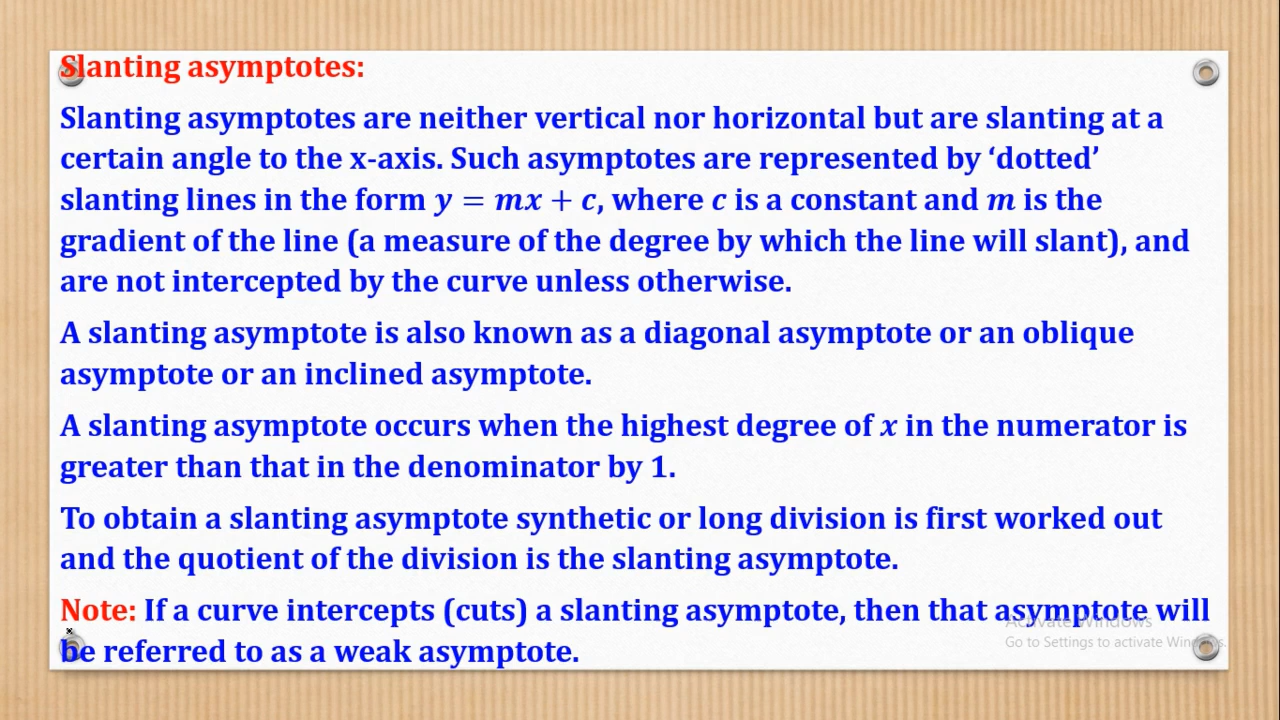 Slanting asymptotes:
Slanting asymptotes are neither vertical nor horizontal but are slanting at a
certain angle to the x-axis. Such asymptotes are represented by ‘dotted’
slanting lines in the form y = mx + c, where c is a constant and m is the
gradient of the line (a measure of the degree by which the line will slant), and
are not intercepted by the curve unless otherwise.
A slanting asymptote is also known as a diagonal asymptote or an oblique
asymptote or an inclined asymptote.
A slanting asymptote occurs when the highest degree of x in the numerator is
greater than that in the denominator by 1.
To obtain a slanting asymptote synthetic or long division is first worked out
and the quotient of the division is the slanting asymptote.
Note: If a curve intercepts (cuts) a slanting asymptote, then that asymptote will
be referred to as a weak asymptote.
Activate Windows
Go to Settings to activate Windows.